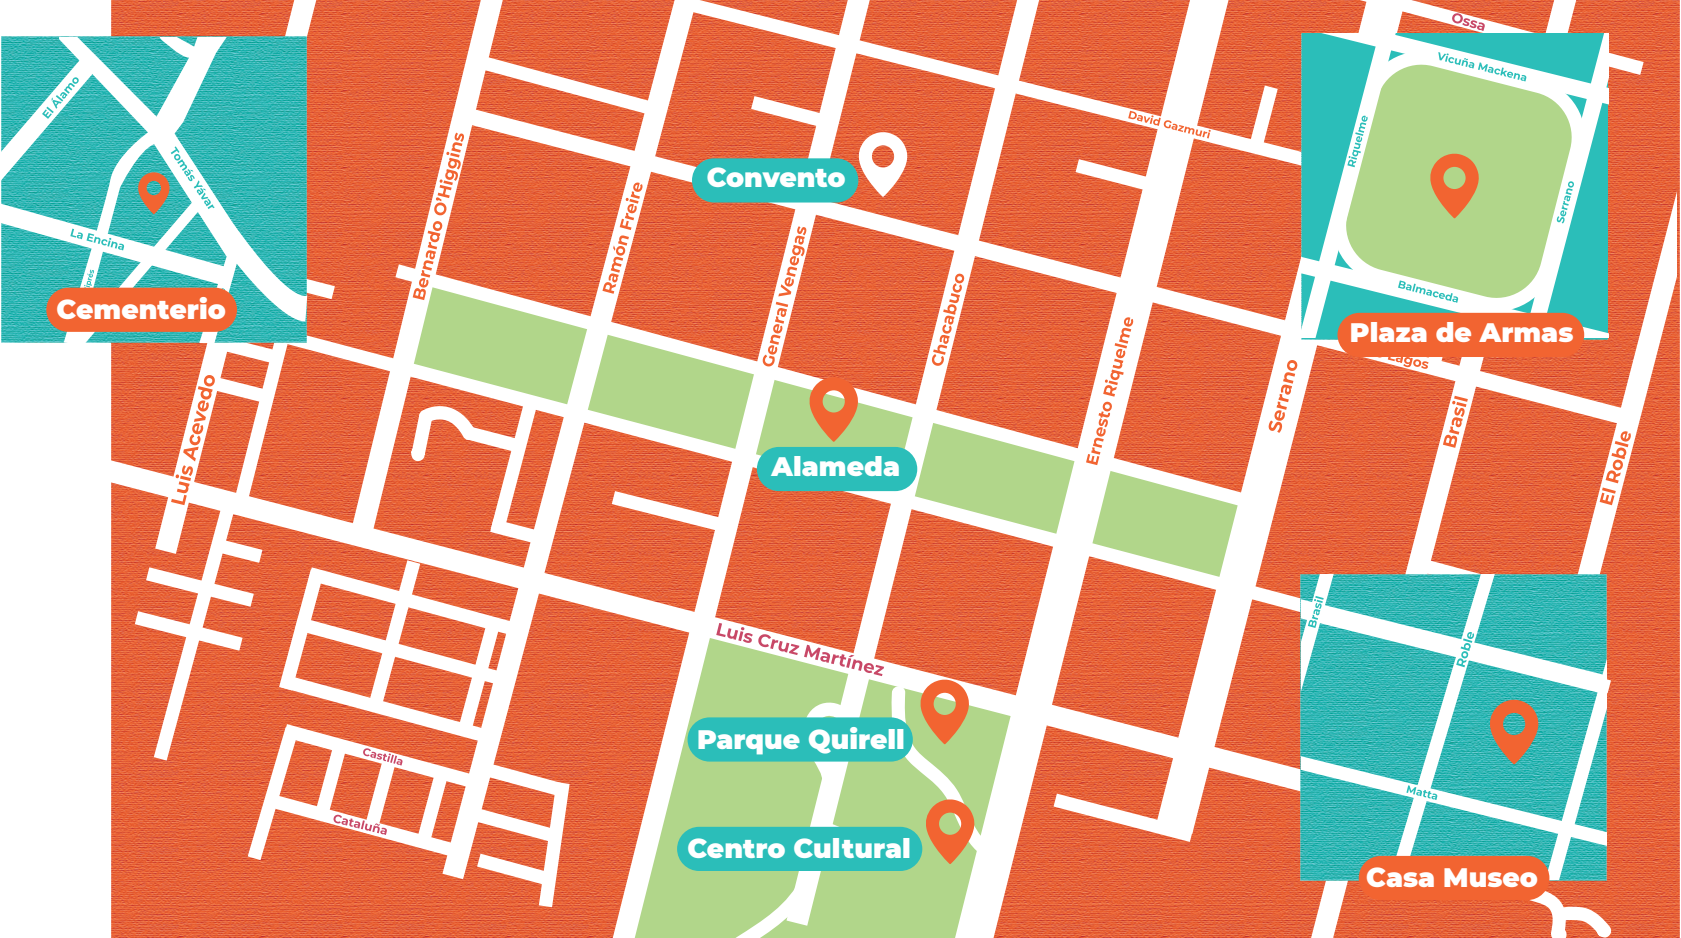 Ossa
Vicuña Mackena
El Álamo
David Gazmuri
Riquelme
Tomás Yávar
Bernardo O'Higgins
Convento
Ramón Freire
Serrano
La Encina
General Venegas
Balmaceda
Cementerio
Chacabuco
Plaza de Armas
Lagos
Ernesto Riquelme
Serrano
Luis Acevedo
Brasil
El Roble
Alameda
Brasil
Roble
Luis Cruz Martínez
Parque Quirell
Castilla
Matta
Cataluña
Centro Cultural
Casa Museo